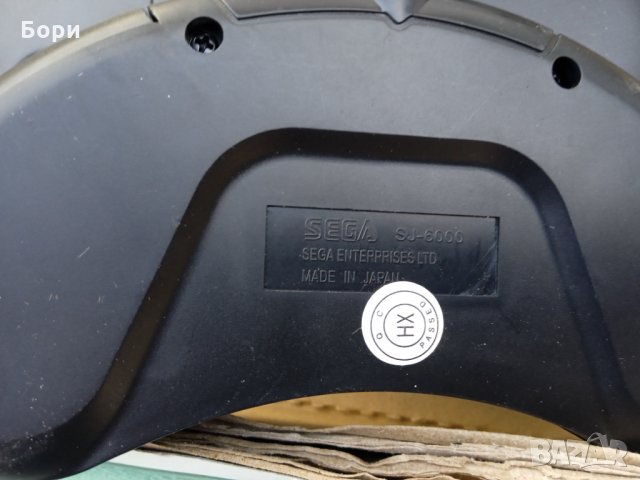 Бори
SEGA SJ-6000
SEGA ENTERPRISES LTD
MADE IN JAPAN
Q C
HX
PASSED
BAZAR